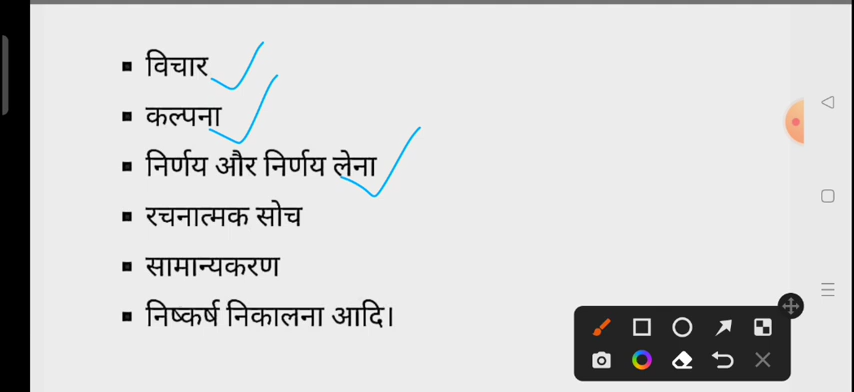 ▪ विचार
▪ कल्पना
▪ निर्णय और निर्णय लेना
▪ रचनात्मक सोच
▪ सामान्यकरण
▪ निष्कर्ष निकालना आदि।